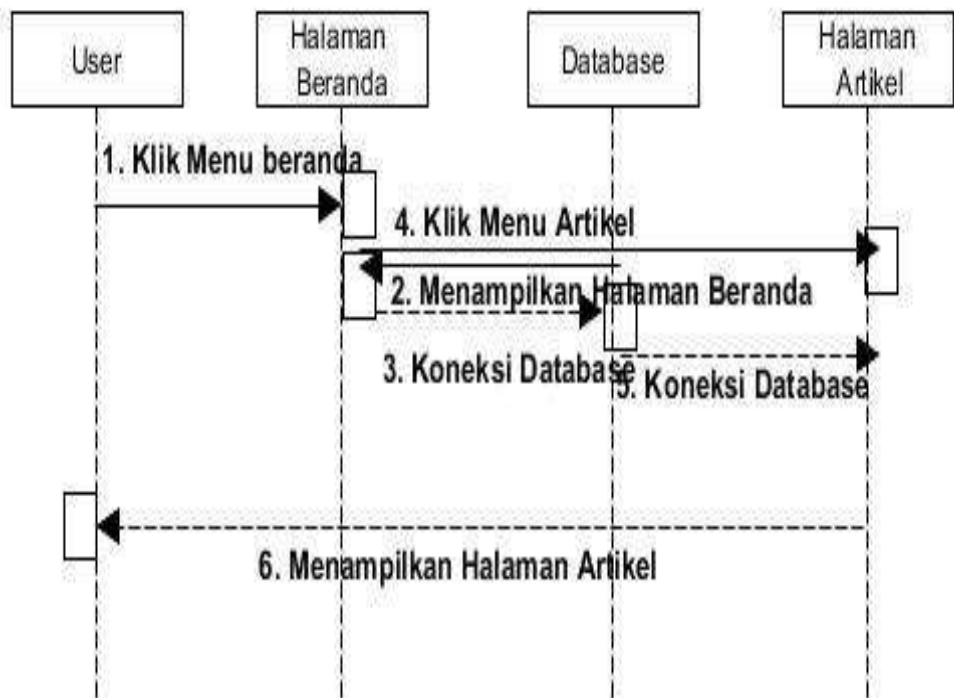 User
Halaman
Beranda
Database
Halaman
Artikel
1. Klik Menu beranda
4. Klik Menu Artikel
2. Menampilkan Halaman Beranda
3. Koneksi Database
5. Koneksi Database
6. Menampilkan Halaman Artikel